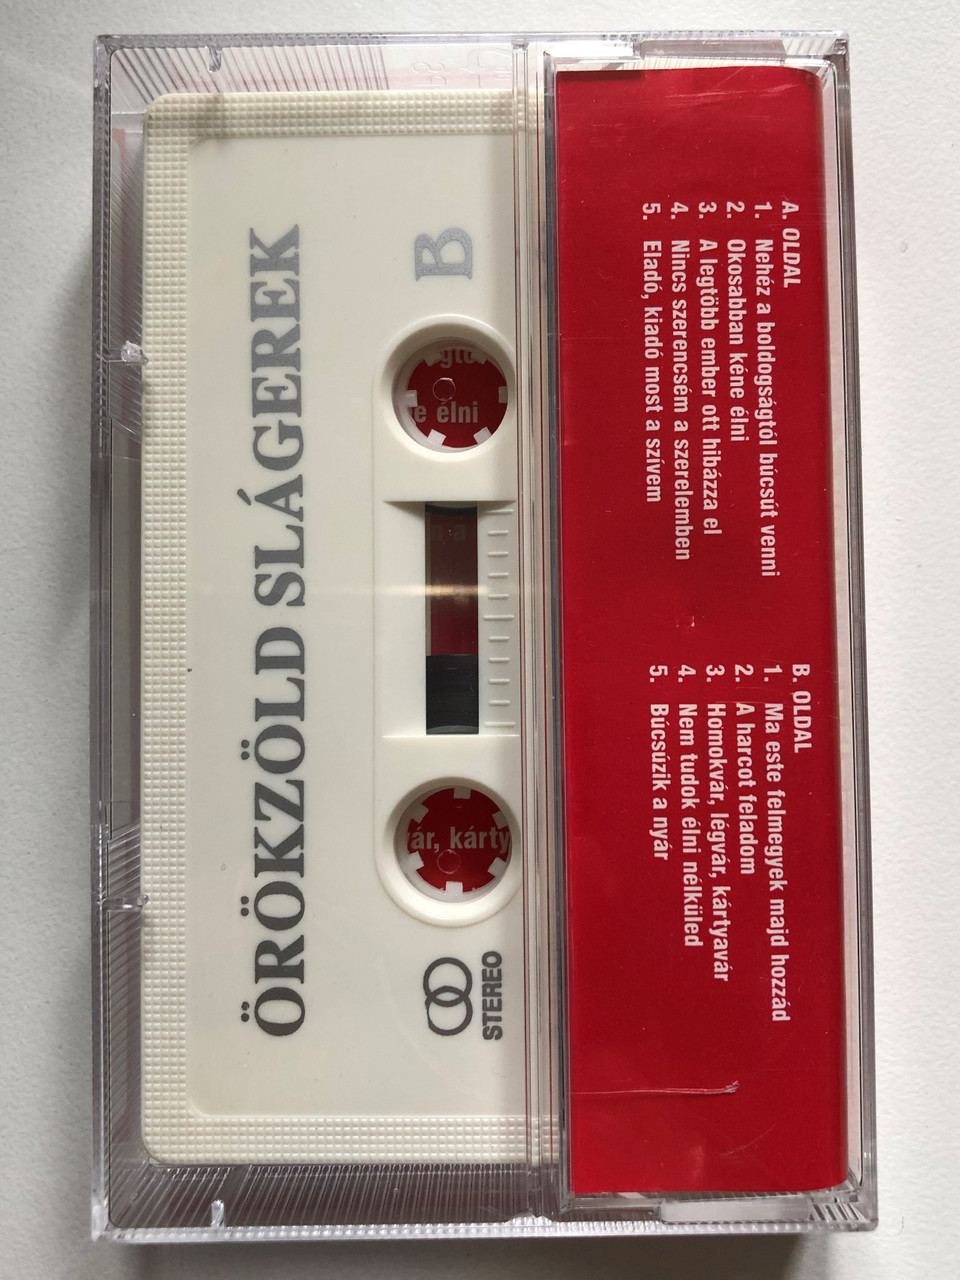 ÖRÖKZÖLD SLÁGEREK
B
STEREO
gtö
e élni
n a
vár, kárty
A. OLDAL
1. Nehéz a boldogságtól búcsút venni
2. Okosabban kéne élni
3. A legtöbb ember ott hibázza el
4. Nincs szerencsém a szerelemben
5. Eladó, kiadó most a szívem
B. OLDAL
1. Ma este felmegyek majd hozzád
2. A harcot feladom
3. Homokvár, légvár, kártyavár
4. Nem tudok élni nélküled
5. Búcsúzik a nyár